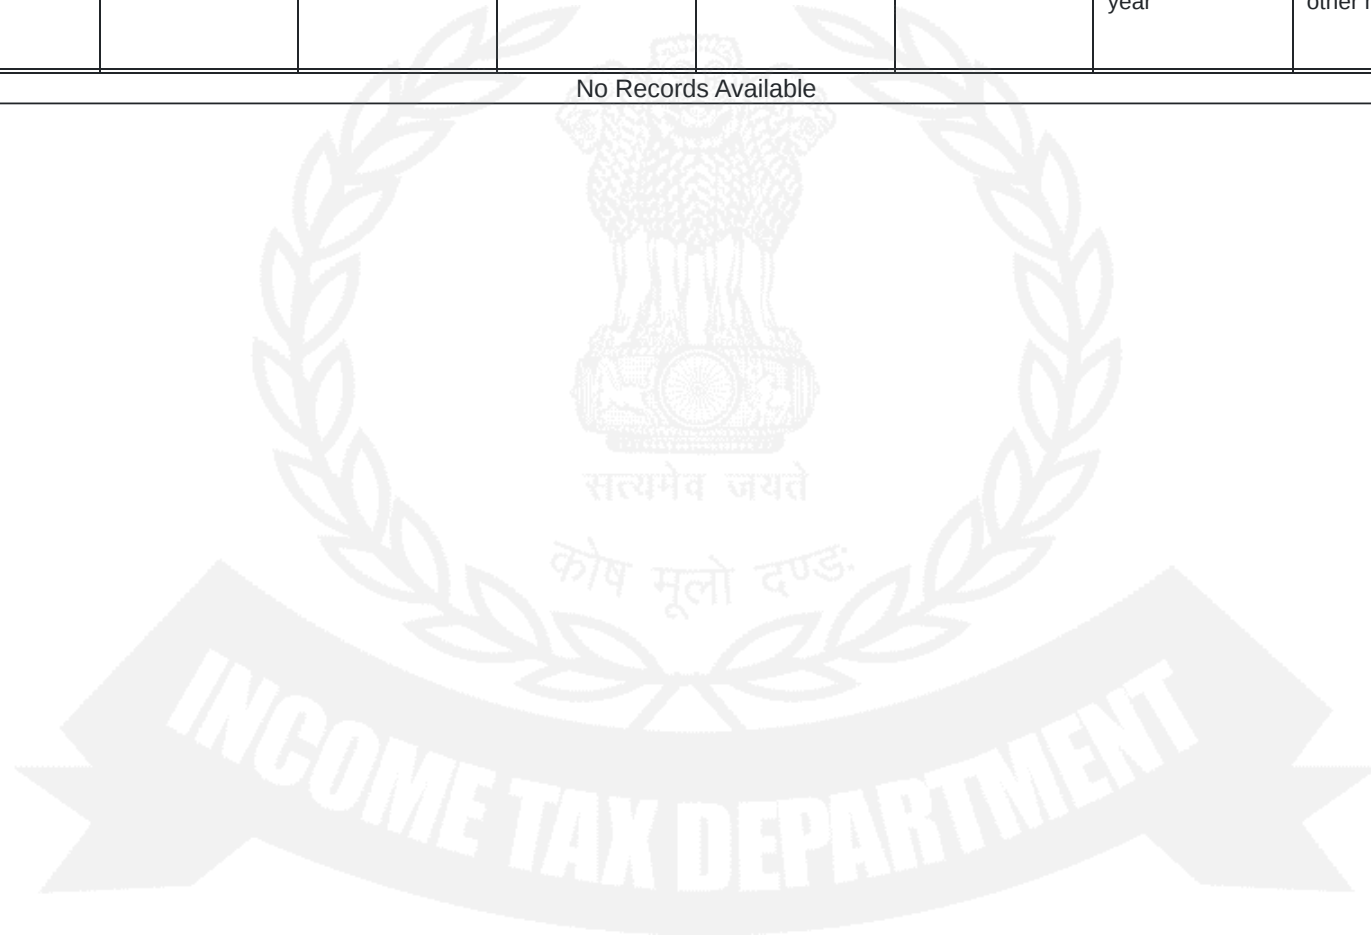 year
other
No Records Available
सत्यमेव जयते
कोष मूलो दण्डः
INCOME TAX DEPARTMENT